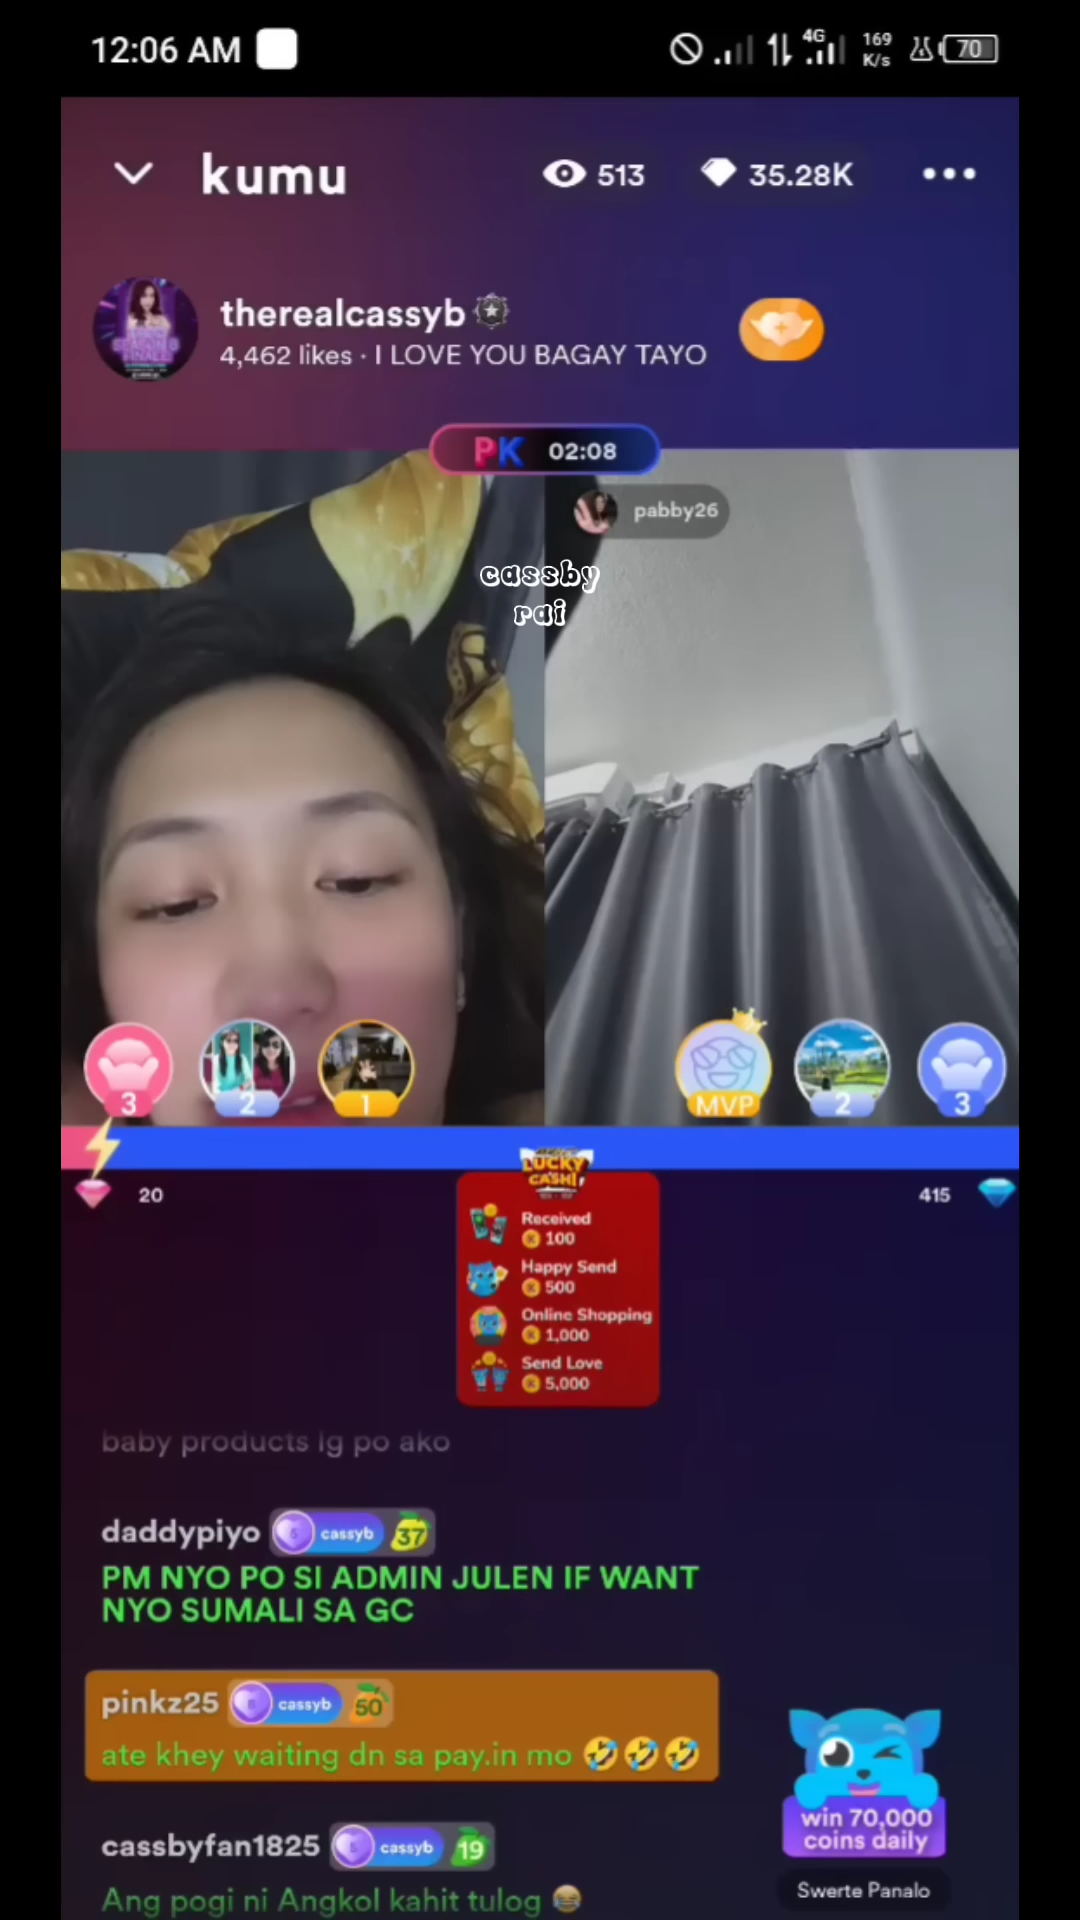 12:06 AM
4G
169
K/s
70
kumu
513
35.28K
therealcassyb
4,462 likes · I LOVE YOU BAGAY TAYO
PK 02:08
pabby26
cassby
rai
3
2
1
MVP
2
3
20
415
LUCKY
CASH!
Received
100
Happy Send
500
Online Shopping
1,000
Send Love
5,000
baby products lg po ako
daddypiyo cassyb 37
PM NYO PO SI ADMIN JULEN IF WANT
NYO SUMALI SA GC
pinkz25 cassyb 50
ate khey waiting dn sa pay.in mo 🤣🤣🤣
win 70,000
coins daily
cassbyfan1825 cassyb 19
Swerte Panalo
Ang pogi ni Angkol kahit tulog 😂